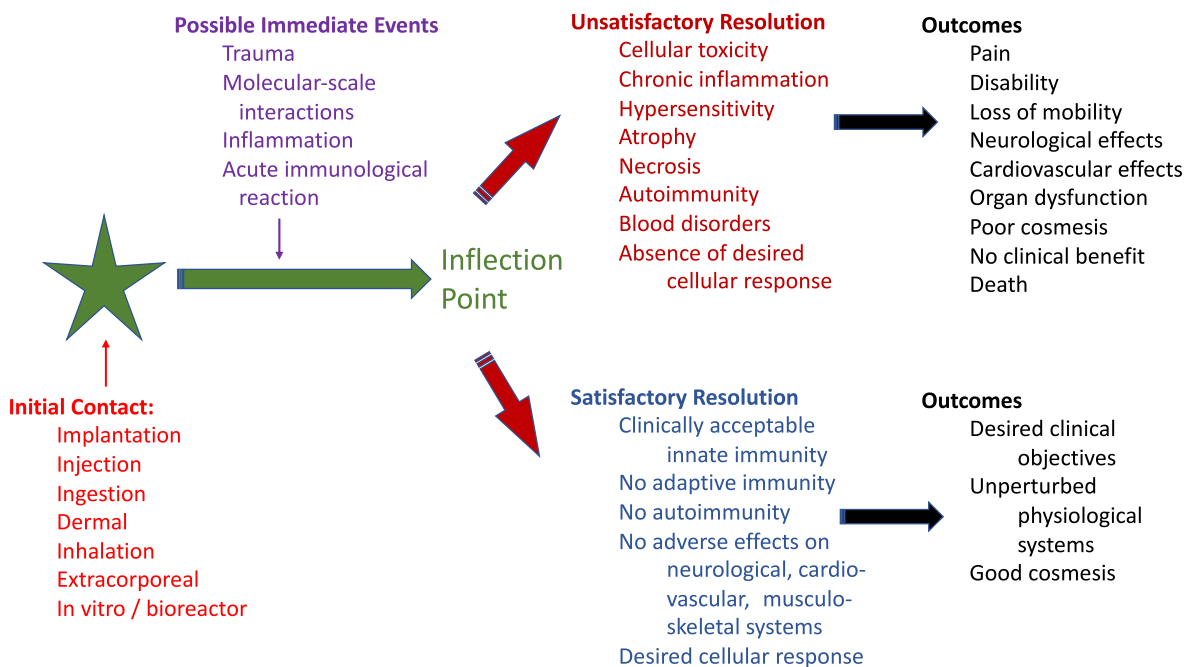 Possible Immediate Events
Trauma
Molecular-scale
interactions
Inflammation
Acute immunological
reaction
Unsatisfactory Resolution
Cellular toxicity
Chronic inflammation
Hypersensitivity
Atrophy
Necrosis
Autoimmunity
Blood disorders
Absence of desired
cellular response
Outcomes
Pain
Disability
Loss of mobility
Neurological effects
Cardiovascular effects
Organ dysfunction
Poor cosmesis
No clinical benefit
Death
Inflection
Point
Initial Contact:
Implantation
Injection
Ingestion
Dermal
Inhalation
Extracorporeal
In vitro / bioreactor
Satisfactory Resolution
Clinically acceptable
innate immunity
No adaptive immunity
No autoimmunity
No adverse effects on
neurological, cardio-
vascular, musculo-
skeletal systems
Desired cellular response
Outcomes
Desired clinical
objectives
Unperturbed
physiological
systems
Good cosmesis